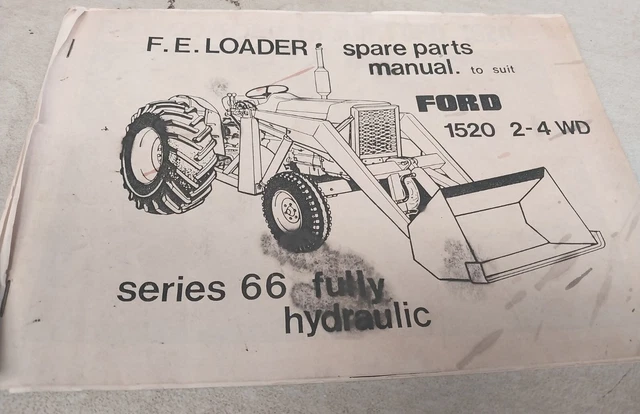 F.E. LOADER spare parts
manual. to suit
FORD
1520 2-4 WD
series 66 fully
hydraulic